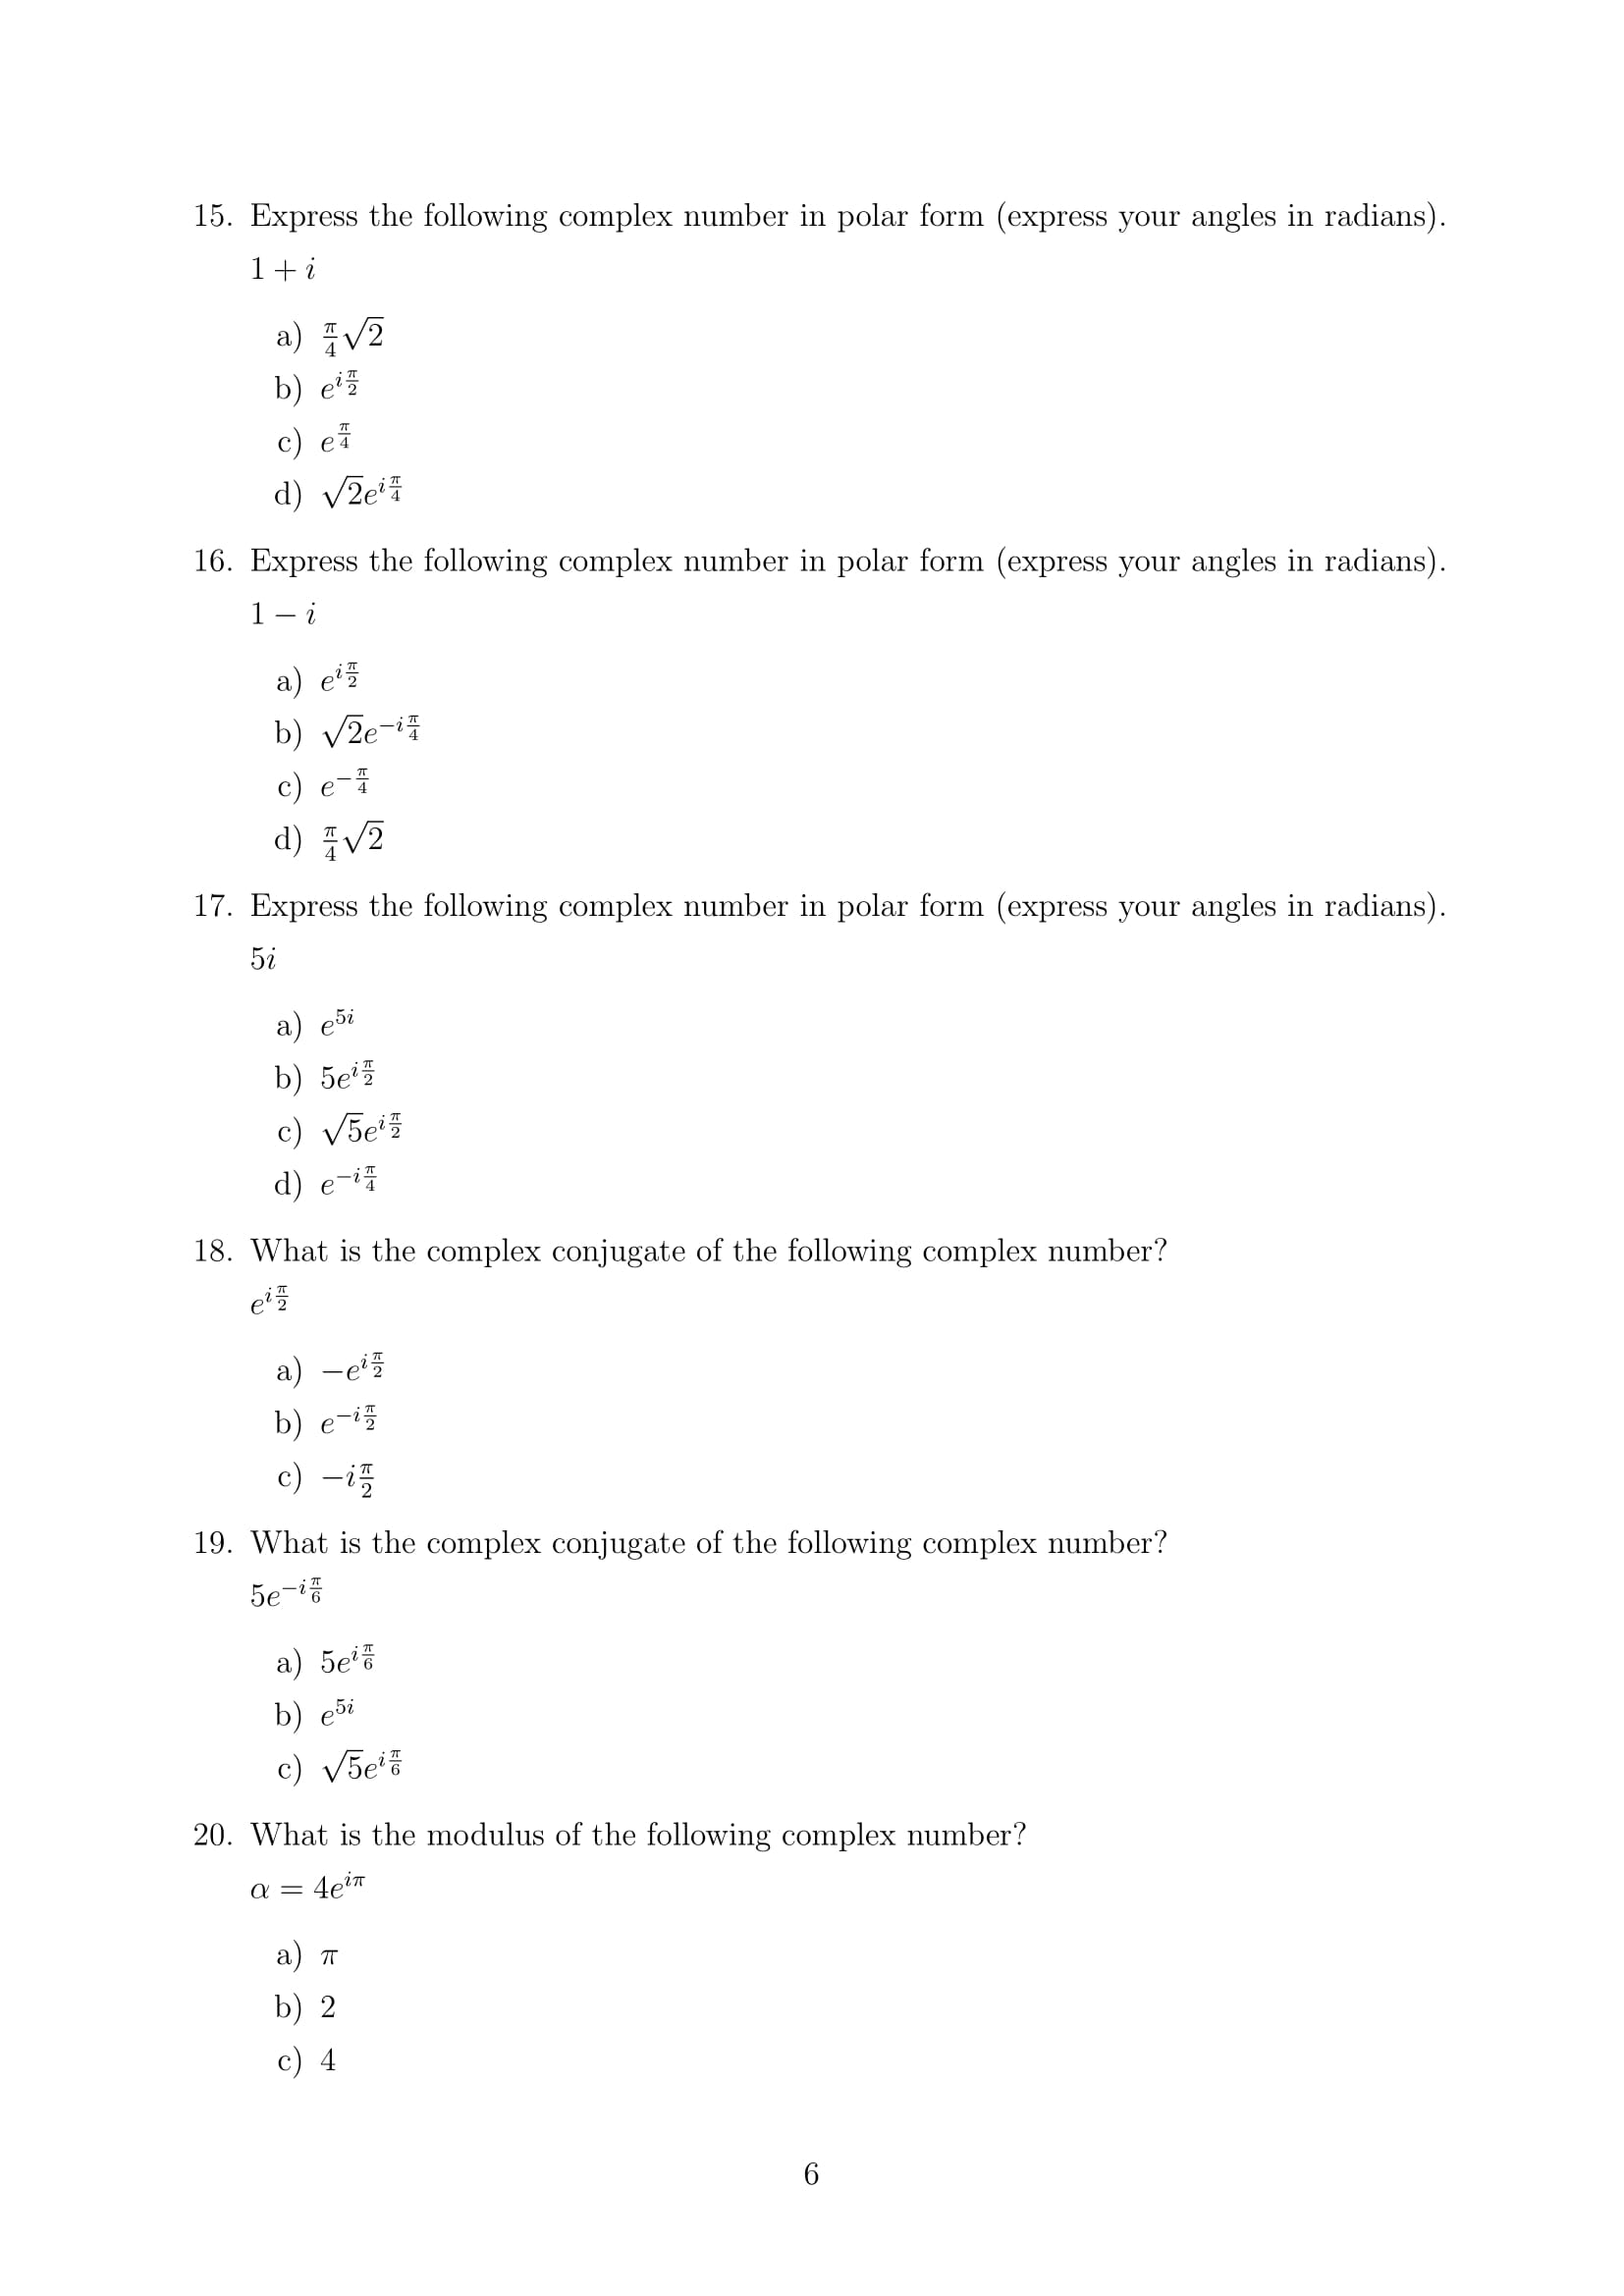 15. Express the following complex number in polar form (express your angles in radians).
1 + i
a) $\frac{\pi}{4}\sqrt{2}$
b) $e^{i\frac{\pi}{2}}$
c) $e^{\frac{\pi}{4}}$
d) $\sqrt{2}e^{i\frac{\pi}{4}}$
16. Express the following complex number in polar form (express your angles in radians).
1 − i
a) $e^{i\frac{\pi}{2}}$
b) $\sqrt{2}e^{-i\frac{\pi}{4}}$
c) $e^{-\frac{\pi}{4}}$
d) $\frac{\pi}{4}\sqrt{2}$
17. Express the following complex number in polar form (express your angles in radians).
5i
a) $e^{5i}$
b) $5e^{i\frac{\pi}{2}}$
c) $\sqrt{5}e^{i\frac{\pi}{2}}$
d) $e^{-i\frac{\pi}{4}}$
18. What is the complex conjugate of the following complex number?
$e^{i\frac{\pi}{2}}$
a) $-e^{i\frac{\pi}{2}}$
b) $e^{-i\frac{\pi}{2}}$
c) $-i\frac{\pi}{2}$
19. What is the complex conjugate of the following complex number?
$5e^{-i\frac{\pi}{6}}$
a) $5e^{i\frac{\pi}{6}}$
b) $e^{5i}$
c) $\sqrt{5}e^{i\frac{\pi}{6}}$
20. What is the modulus of the following complex number?
$\alpha = 4e^{i\pi}$
a) π
b) 2
c) 4
6